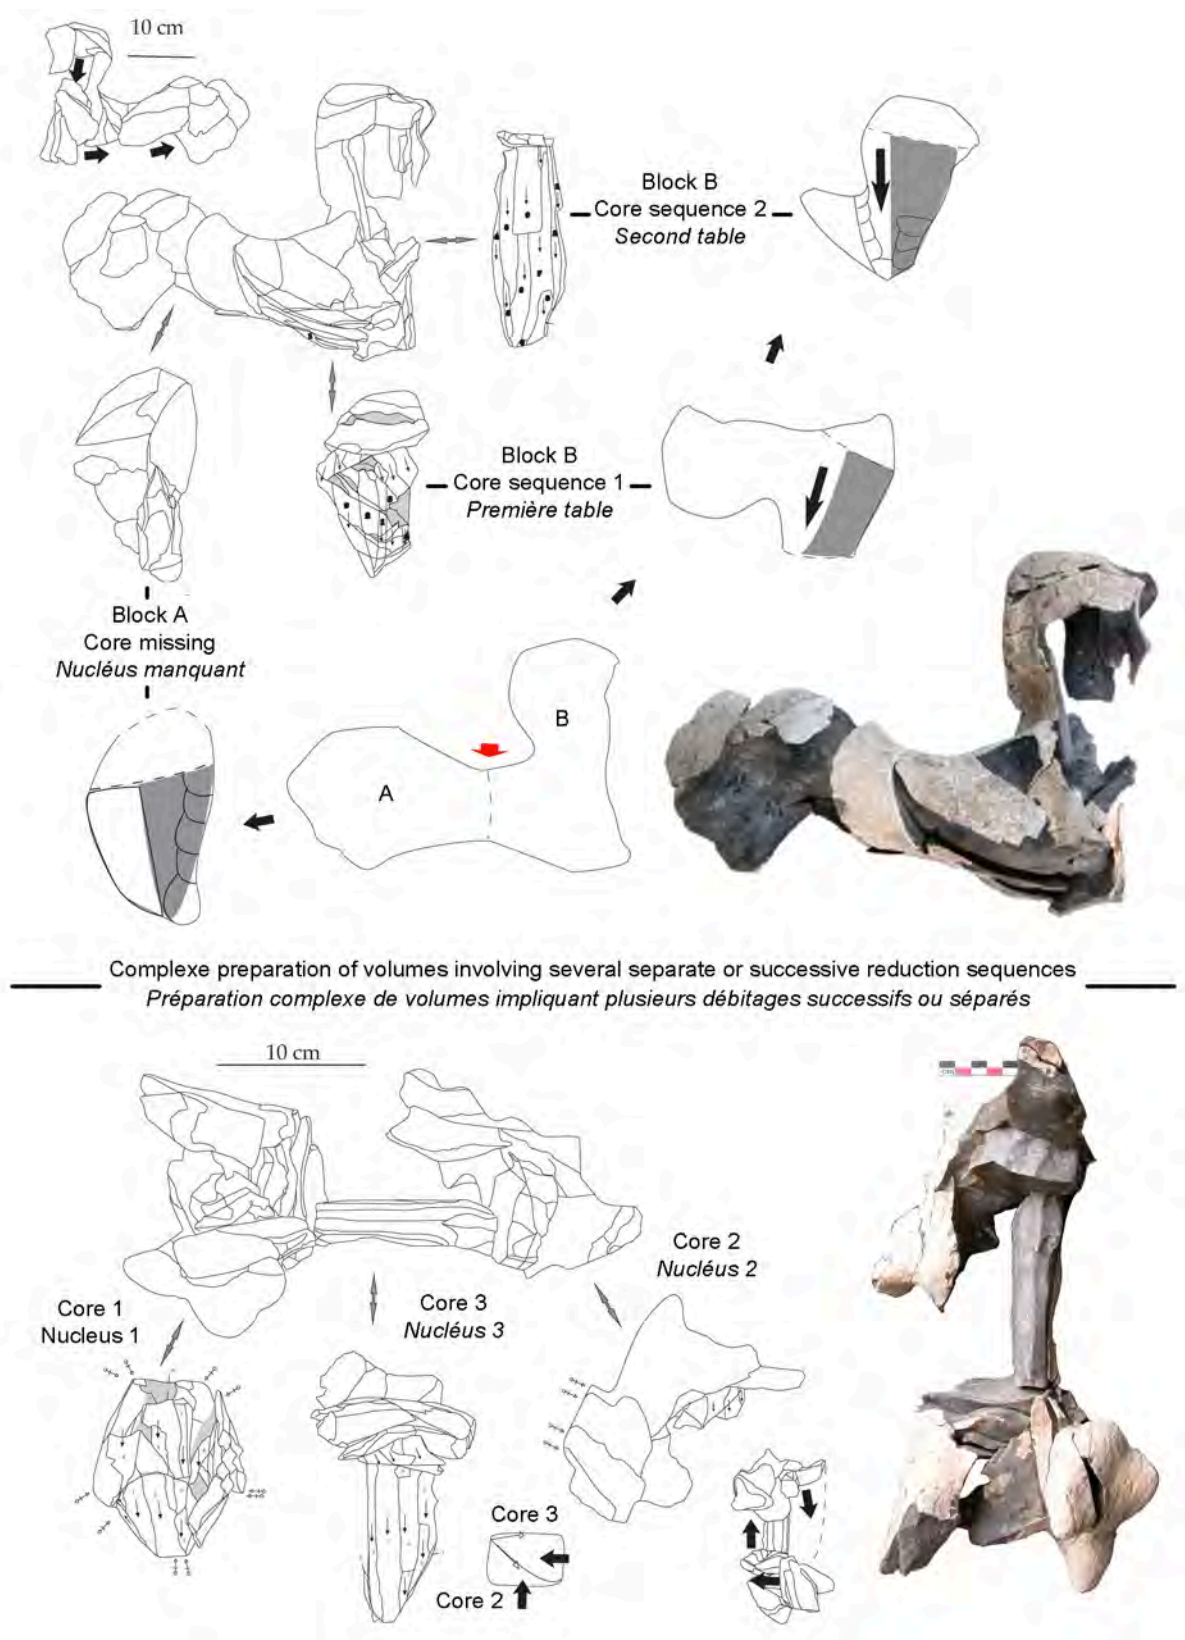 10 cm
Block B
Core sequence 2
Second table
Block B
Core sequence 1
Première table
Block A
Core missing
Nucléus manquant
B
A
Complexe preparation of volumes involving several separate or successive reduction sequences
Préparation complexe de volumes impliquant plusieurs débitages successifs ou séparés
10 cm
Core 2
Nucléus 2
Core 1
Nucleus 1
Core 3
Nucléus 3
Core 3
Core 2